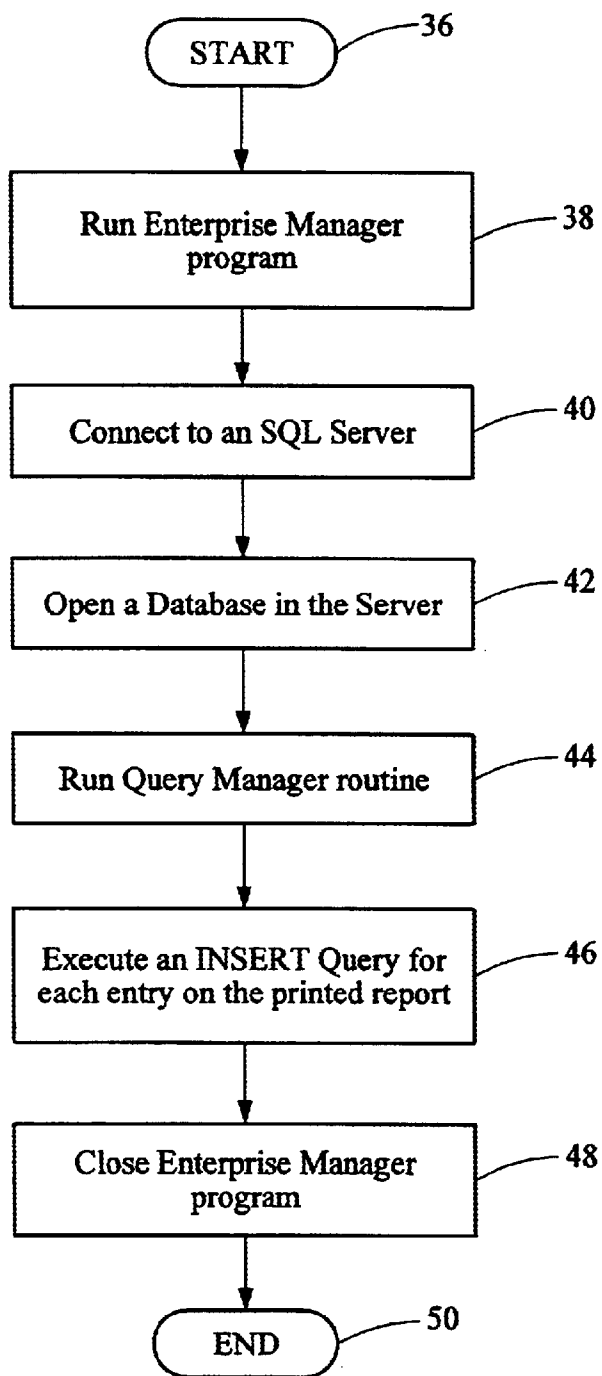 START
36
Run Enterprise Manager
program
38
Connect to an SQL Server
40
Open a Database in the Server
42
Run Query Manager routine
44
Execute an INSERT Query for
each entry on the printed report
46
Close Enterprise Manager
program
48
END
50